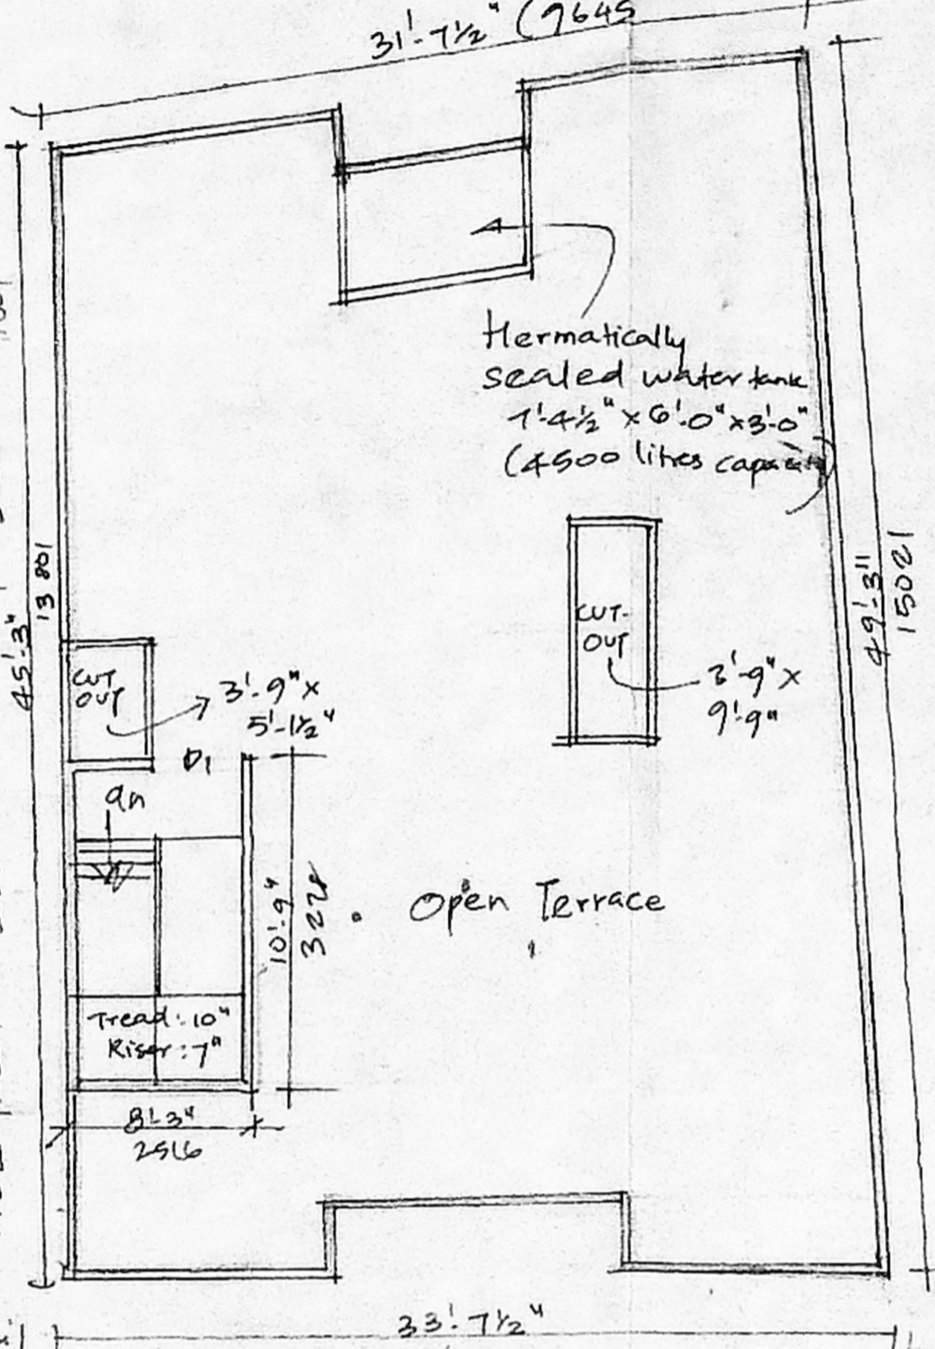 31'-7½" (9645
Hermatically
sealed water tank
7'-4½" x 6'-0" x 3'-0"
(4500 litres capacity)
45'-3"
13801
49'-3"
15021
CUT-
OUT
3'-9" x
9'-9"
CUT
OUT
3'-9" x
5'-1½"
D1
dn
10'-9"
Open Terrace
Tread:-10"
Riser:-7"
8'-3"
2516
33'-7½"